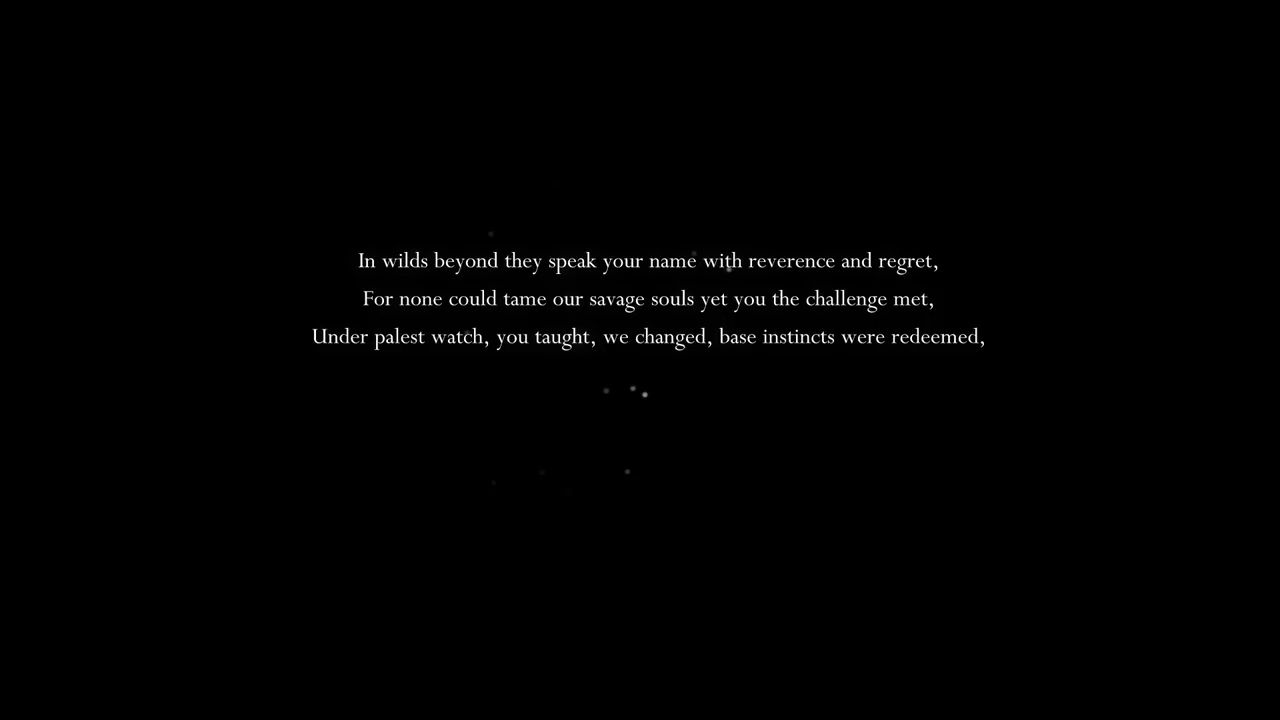 In wilds beyond they speak your name with reverence and regret,
For none could tame our savage souls yet you the challenge met,
Under palest watch, you taught, we changed, base instincts were redeemed,